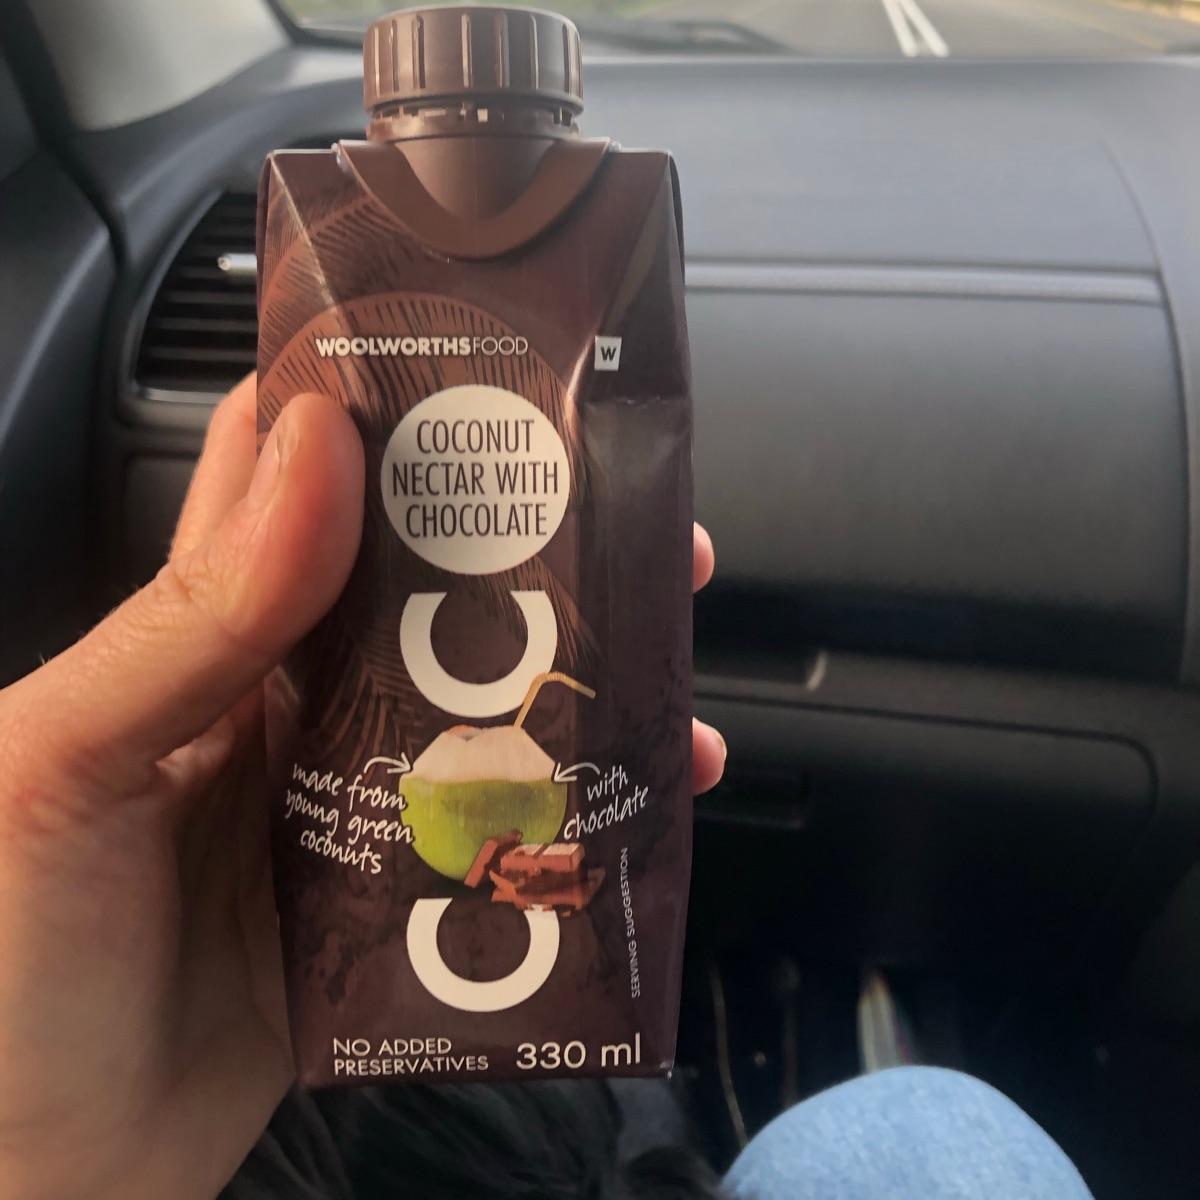 WOOLWORTHSFOOD
W
COCONUT
NECTAR WITH
CHOCOLATE
COCO
made from
young green
coconuts
with
chocolate
SERVING SUGGESTION
NO ADDED
PRESERVATIVES
330 ml